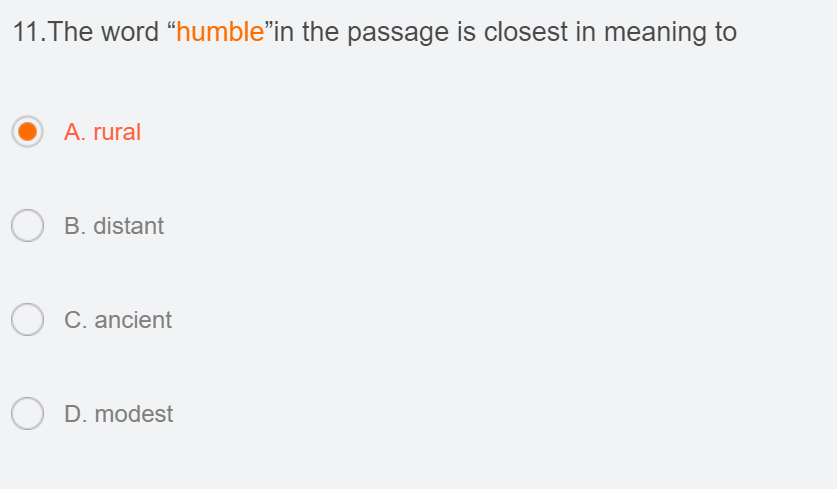 11.The word “humble”in the passage is closest in meaning to
A. rural
B. distant
C. ancient
D. modest